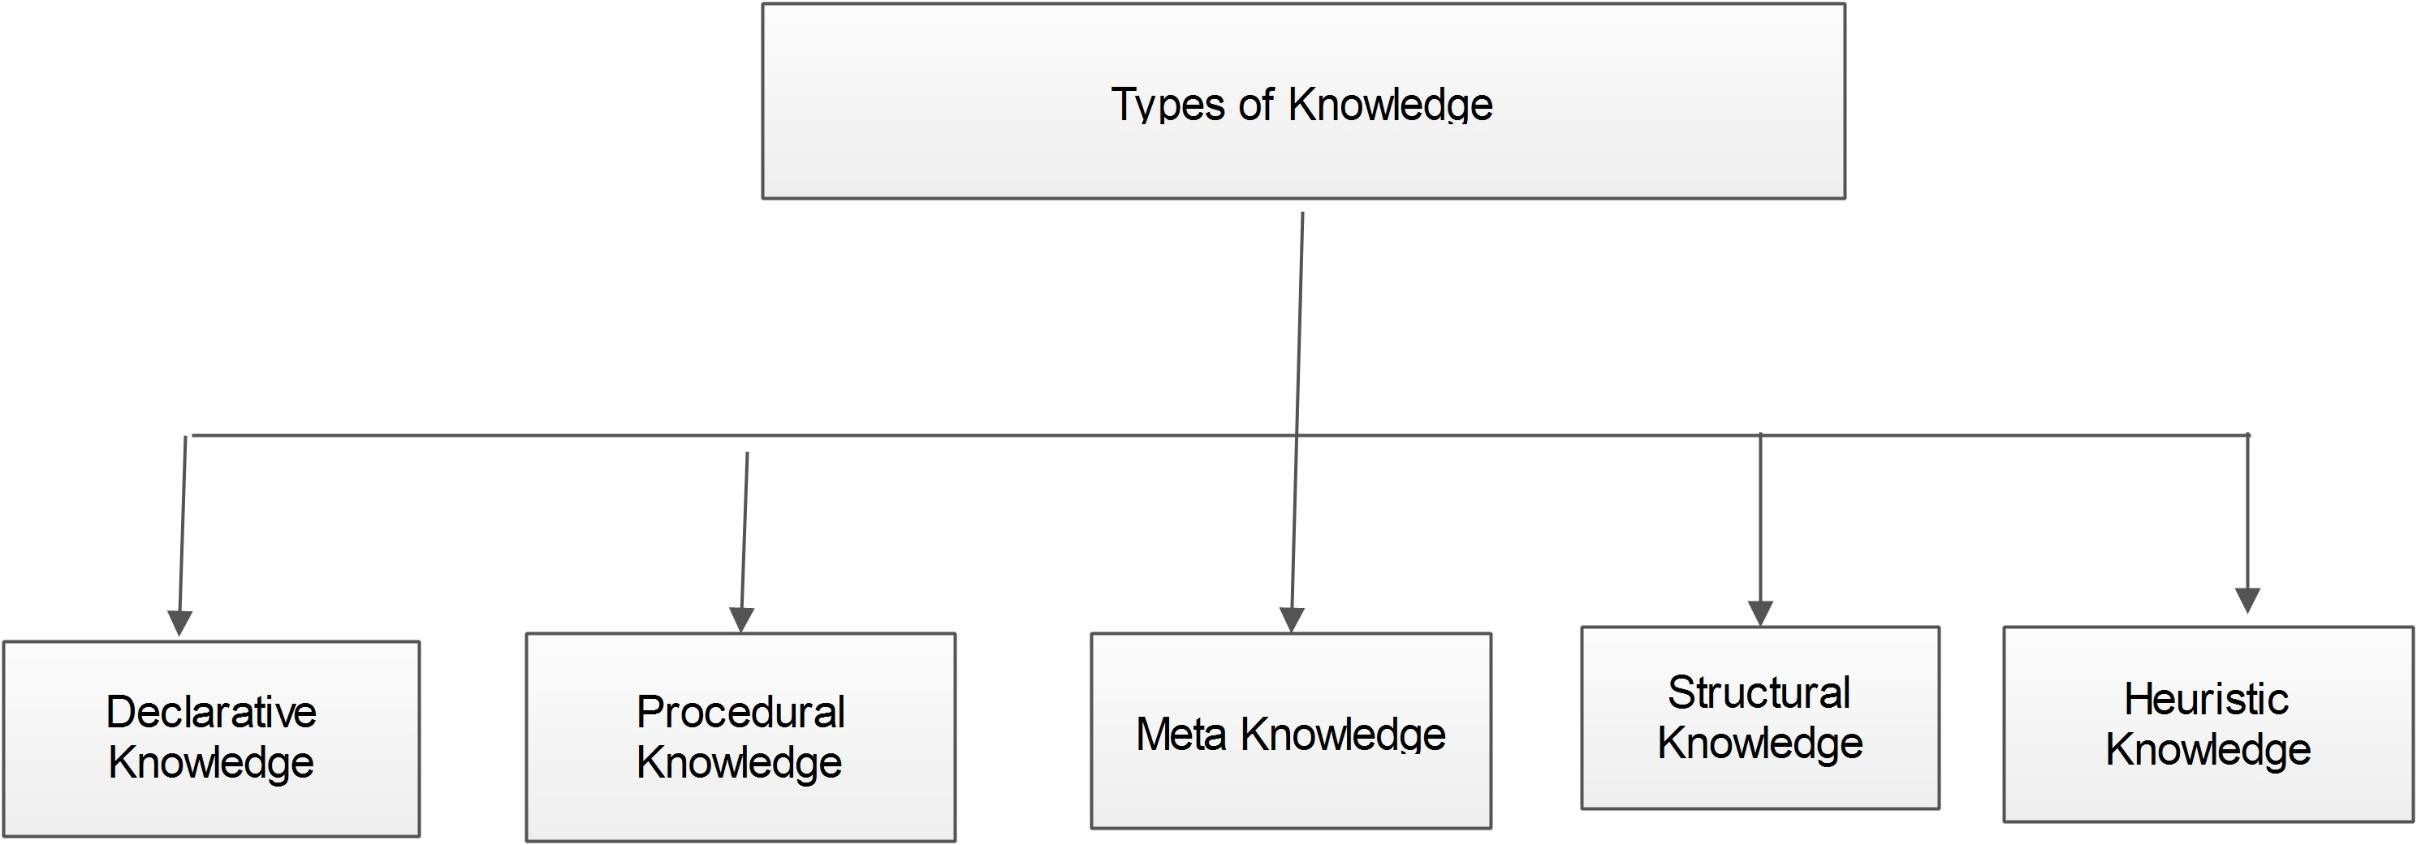 Types of Knowledge
Declarative
Knowledge
Procedural
Knowledge
Meta Knowledge
Structural
Knowledge
Heuristic
Knowledge